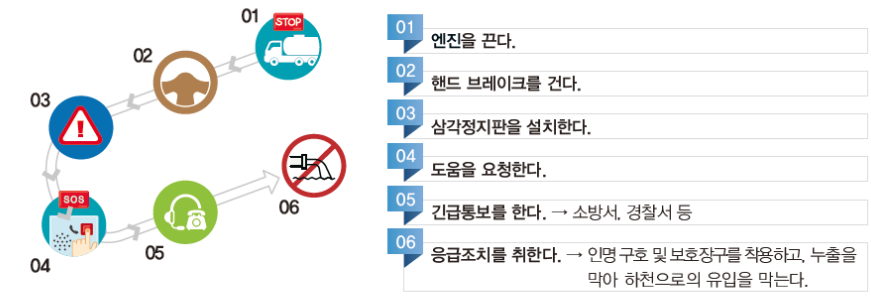 01
STOP
02
03
SOS
04
05
06
01
엔진을 끈다.
02
핸드 브레이크를 건다.
03
삼각정지판을 설치한다.
04
도움을 요청한다.
05
긴급통보를 한다. → 소방서, 경찰서 등
06
응급조치를 취한다. → 인명 구호 및 보호장구를 착용하고, 누출을
막아 하천으로의 유입을 막는다.